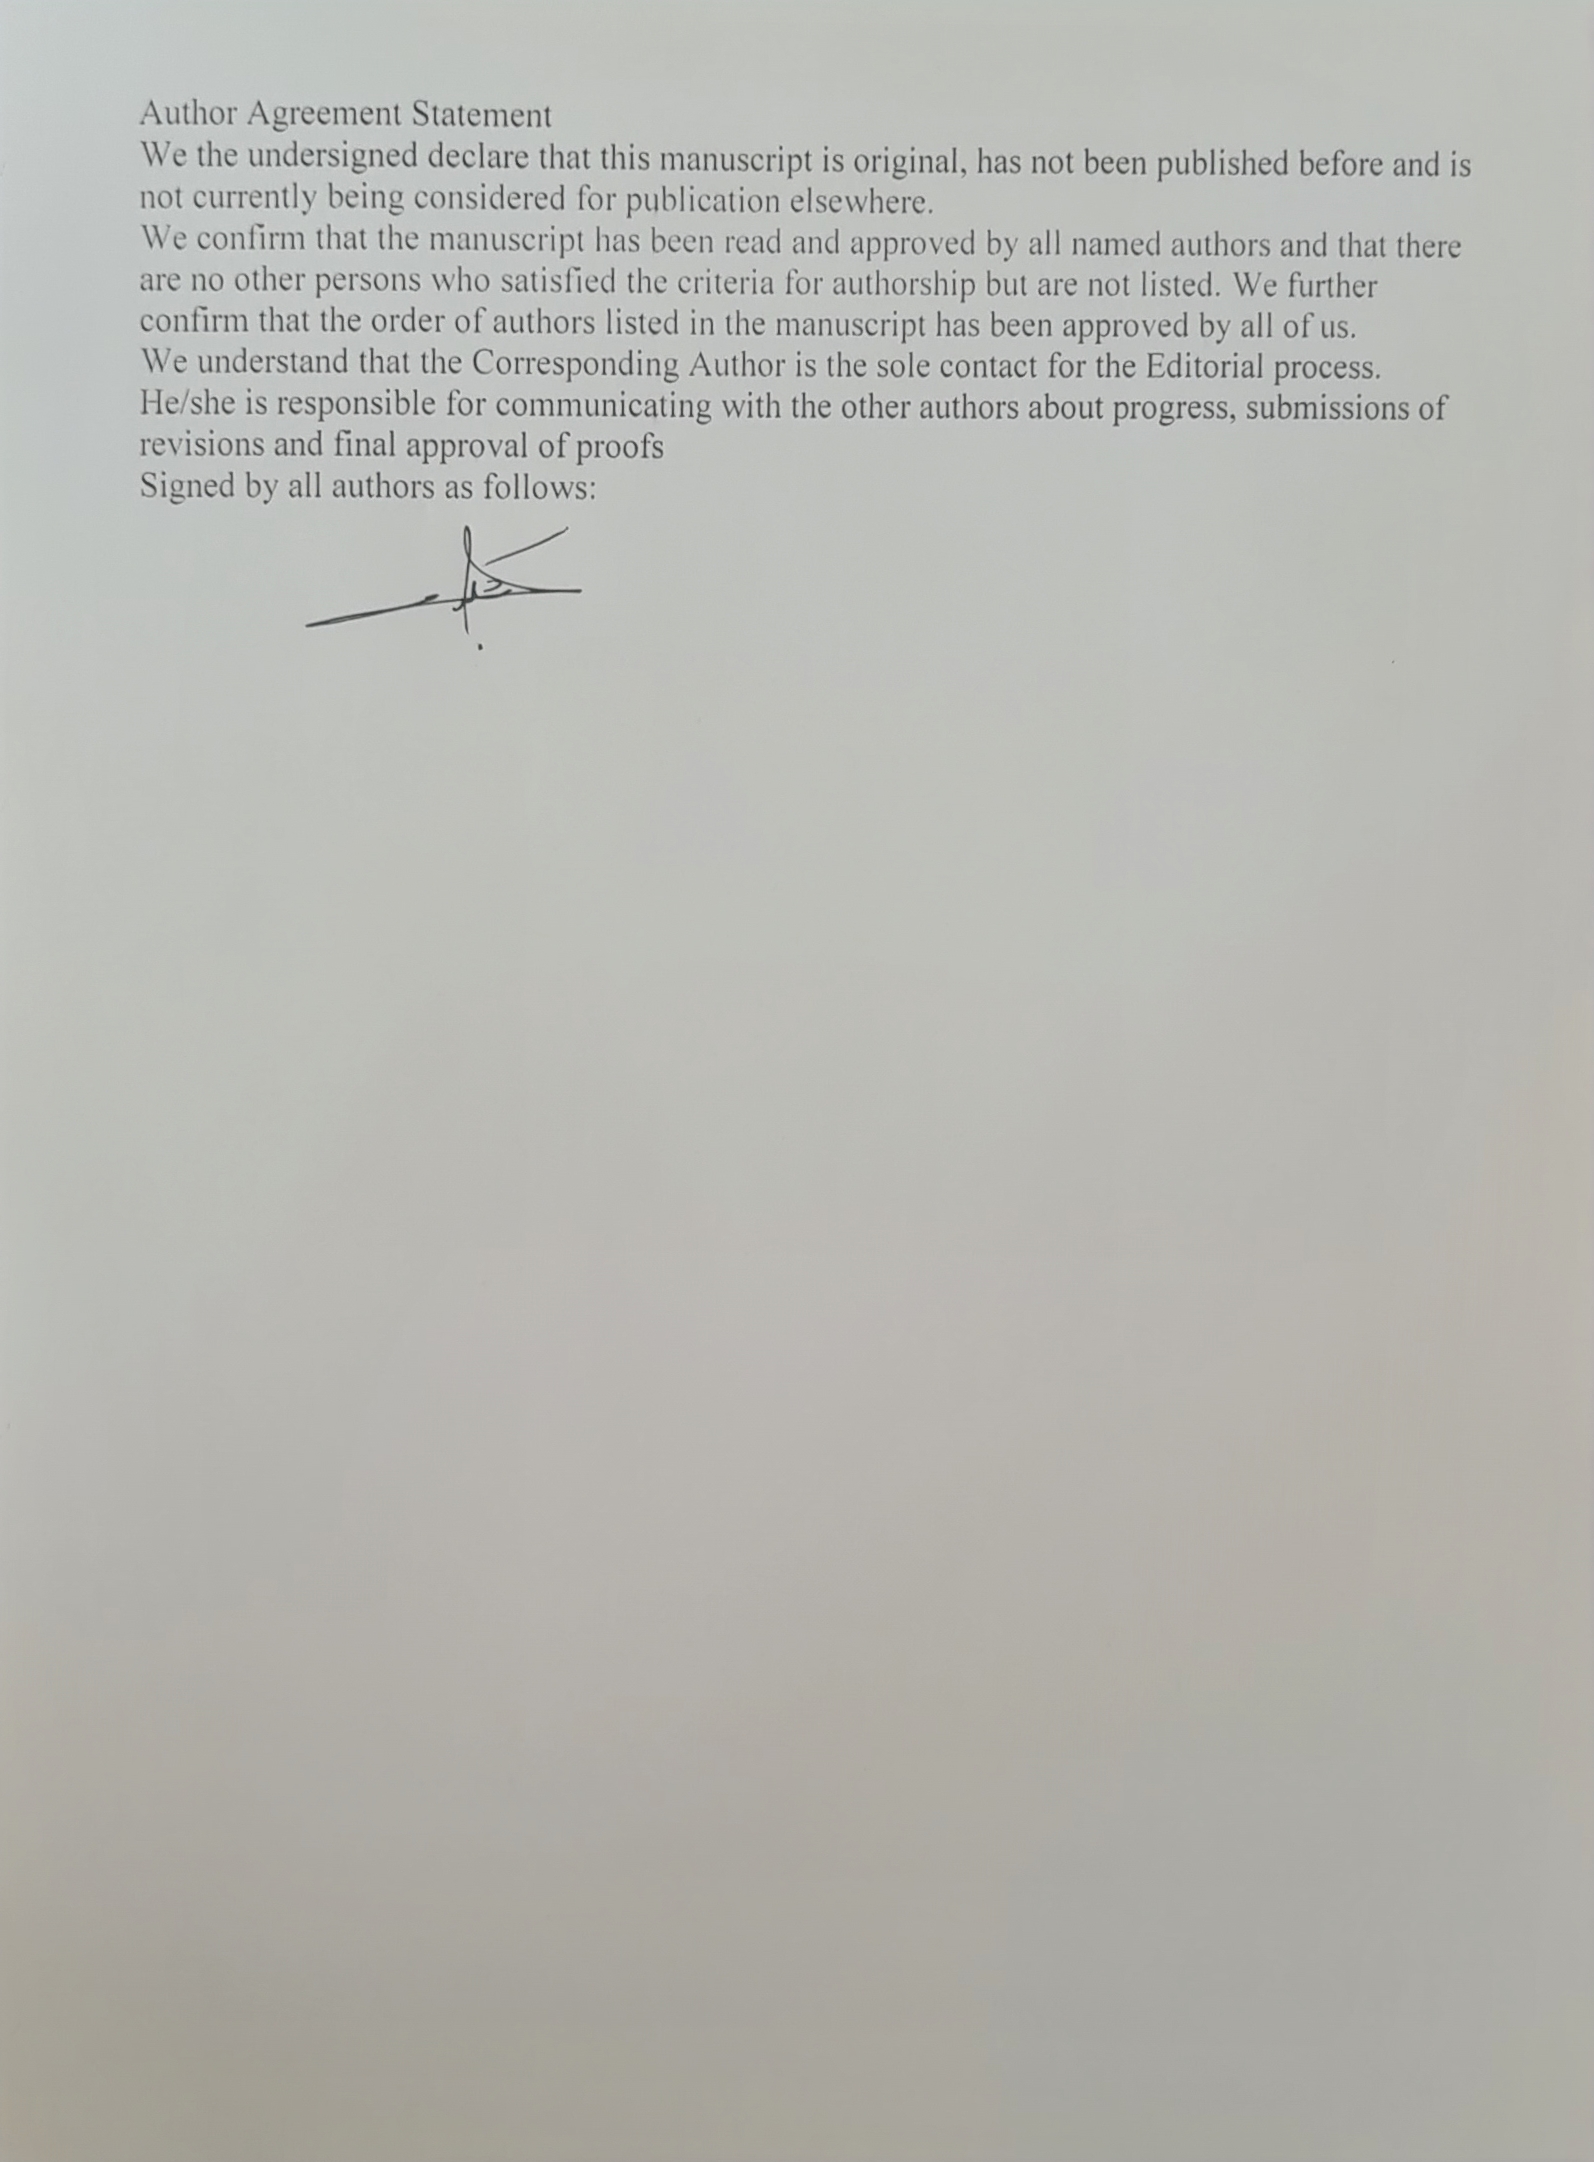 Author Agreement Statement
We the undersigned declare that this manuscript is original, has not been published before and is
not currently being considered for publication elsewhere.
We confirm that the manuscript has been read and approved by all named authors and that there
are no other persons who satisfied the criteria for authorship but are not listed. We further
confirm that the order of authors listed in the manuscript has been approved by all of us.
We understand that the Corresponding Author is the sole contact for the Editorial process.
He/she is responsible for communicating with the other authors about progress, submissions of
revisions and final approval of proofs
Signed by all authors as follows: